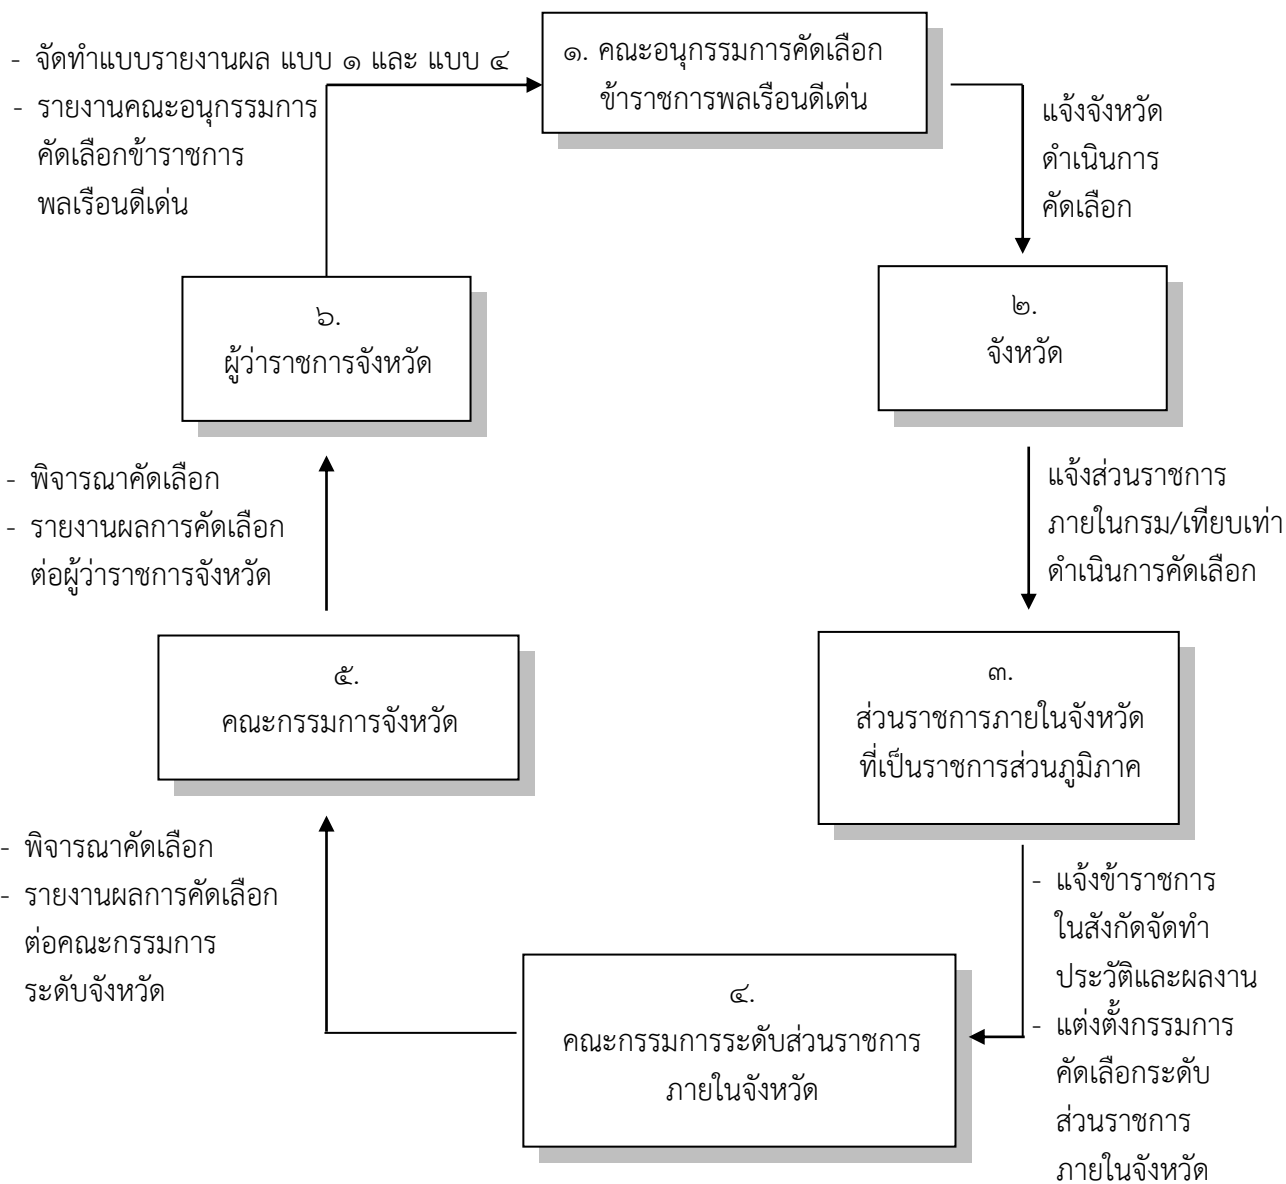 ๑. คณะอนุกรรมการคัดเลือก
ข้าราชการพลเรือนดีเด่น
แจ้งจังหวัด
ดำเนินการ
คัดเลือก
๒.
จังหวัด
แจ้งส่วนราชการ
ภายในกรม/เทียบเท่า
ดำเนินการคัดเลือก
๓.
ส่วนราชการภายในจังหวัด
ที่เป็นราชการส่วนภูมิภาค
- แจ้งข้าราชการ
ในสังกัดจัดทำ
ประวัติและผลงาน
- แต่งตั้งกรรมการ
คัดเลือกระดับ
ส่วนราชการ
ภายในจังหวัด
๔.
คณะกรรมการระดับส่วนราชการ
ภายในจังหวัด
- พิจารณาคัดเลือก
- รายงานผลการคัดเลือก
ต่อคณะกรรมการ
ระดับจังหวัด
๕.
คณะกรรมการจังหวัด
- พิจารณาคัดเลือก
- รายงานผลการคัดเลือก
ต่อผู้ว่าราชการจังหวัด
๖.
ผู้ว่าราชการจังหวัด
- จัดทำแบบรายงานผล แบบ ๑ และ แบบ ๔
- รายงานคณะอนุกรรมการ
คัดเลือกข้าราชการ
พลเรือนดีเด่น